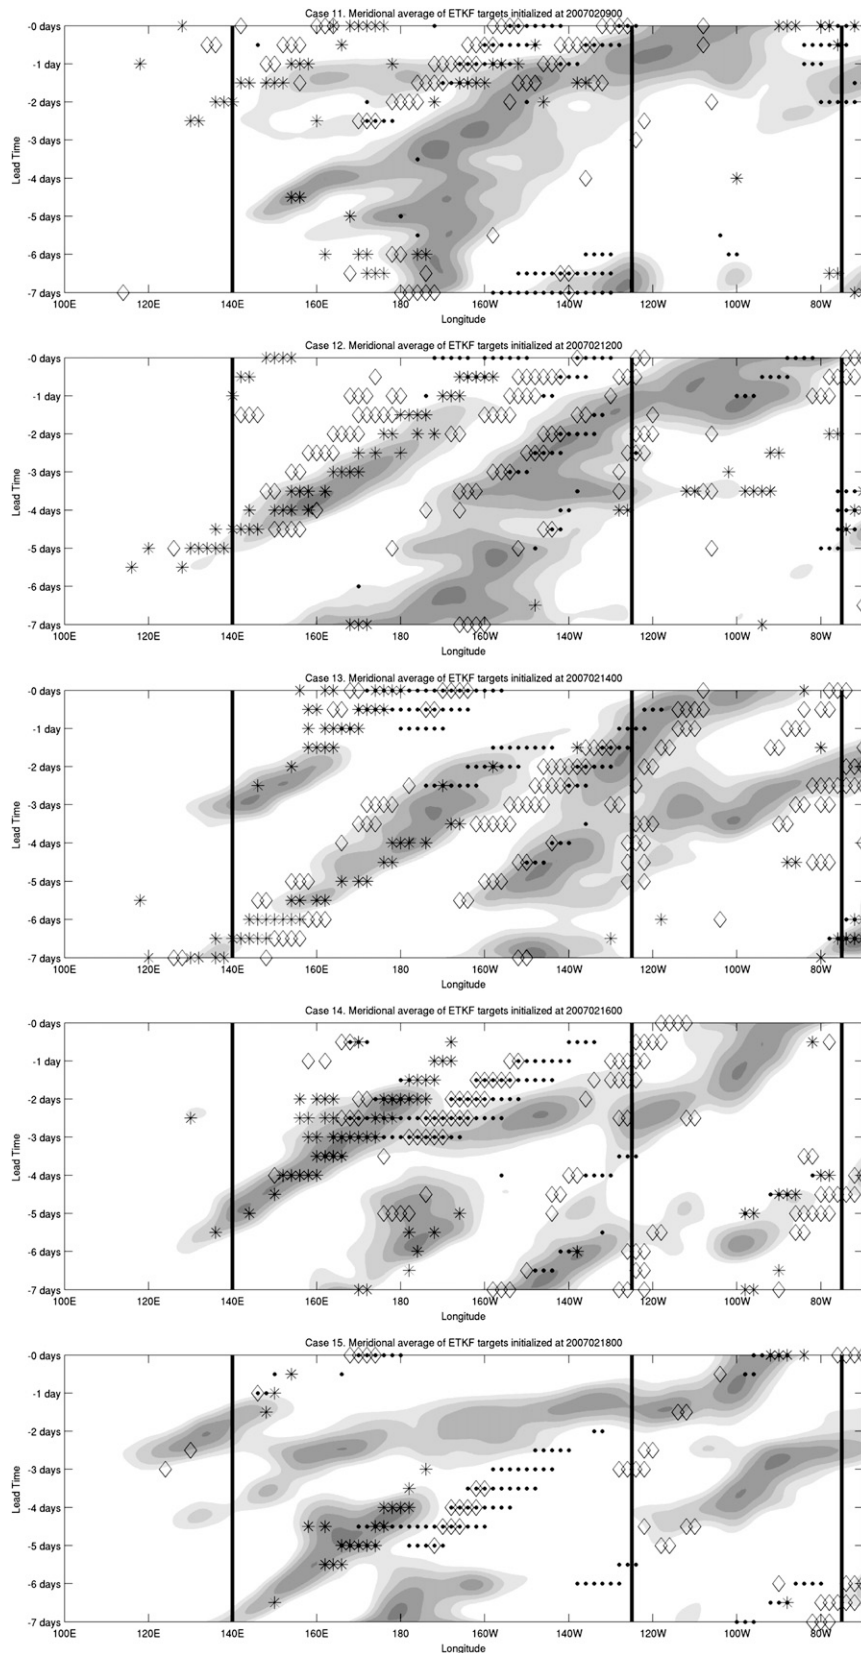 Case 11. Meridional average of ETKF targets initialized at 2007020900
-0 days
-1 day
-2 days
-3 days
-4 days
-5 days
-6 days
-7 days
Lead Time
100E 120E 140E 160E 180 160W 140W 120W 100W 80W
Longitude
Case 12. Meridional average of ETKF targets initialized at 2007021200
-0 days
-1 day
-2 days
-3 days
-4 days
-5 days
-6 days
-7 days
Lead Time
100E 120E 140E 160E 180 160W 140W 120W 100W 80W
Longitude
Case 13. Meridional average of ETKF targets initialized at 2007021400
-0 days
-1 day
-2 days
-3 days
-4 days
-5 days
-6 days
-7 days
Lead Time
100E 120E 140E 160E 180 160W 140W 120W 100W 80W
Longitude
Case 14. Meridional average of ETKF targets initialized at 2007021600
-0 days
-1 day
-2 days
-3 days
-4 days
-5 days
-6 days
-7 days
Lead Time
100E 120E 140E 160E 180 160W 140W 120W 100W 80W
Longitude
Case 15. Meridional average of ETKF targets initialized at 2007021800
-0 days
-1 day
-2 days
-3 days
-4 days
-5 days
-6 days
-7 days
Lead Time
100E 120E 140E 160E 180 160W 140W 120W 100W 80W
Longitude